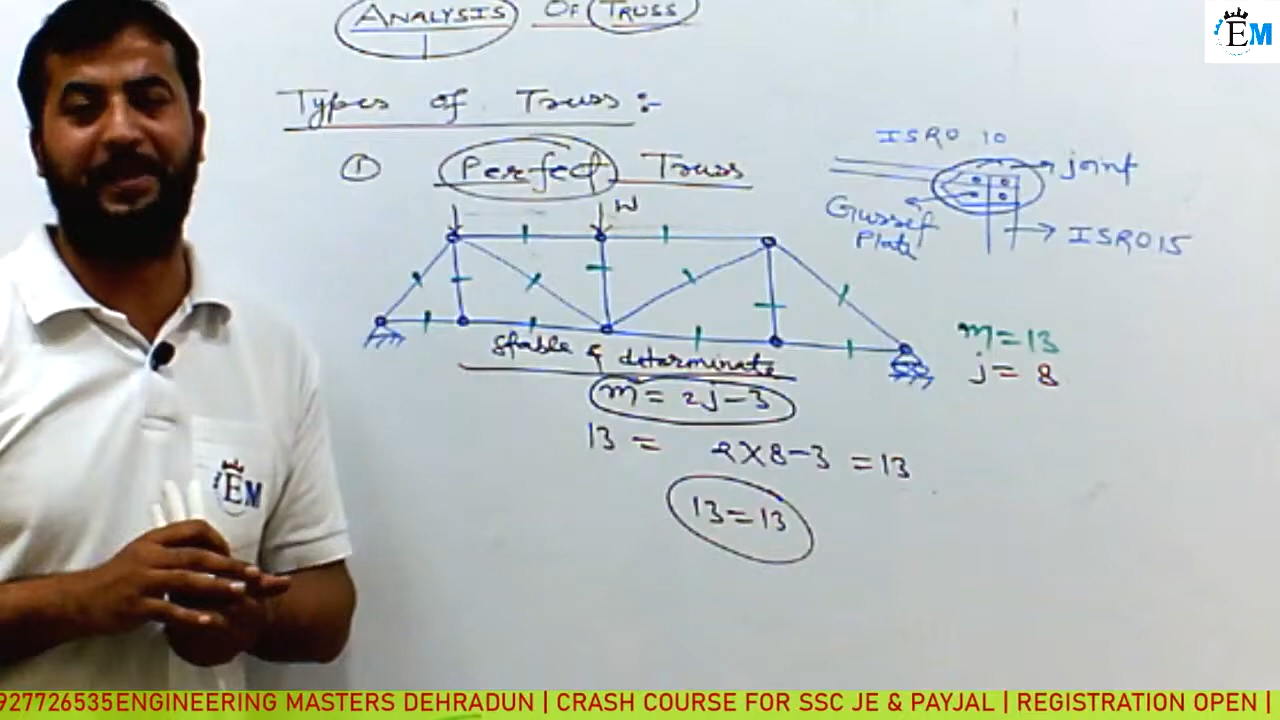 ANALYSIS OF TRUSS
EM
Types of Truss :-
① Perfect Truss
W
ISRO 10
joint
Gusset
Plate
ISRO15
stable & determinate
m = 2j-3
m=13
j= 8
13 = 2X8-3 =13
13=13
EM
927726535ENGINEERING MASTERS DEHRADUN | CRASH COURSE FOR SSC JE & PAYJAL | REGISTRATION OPEN |